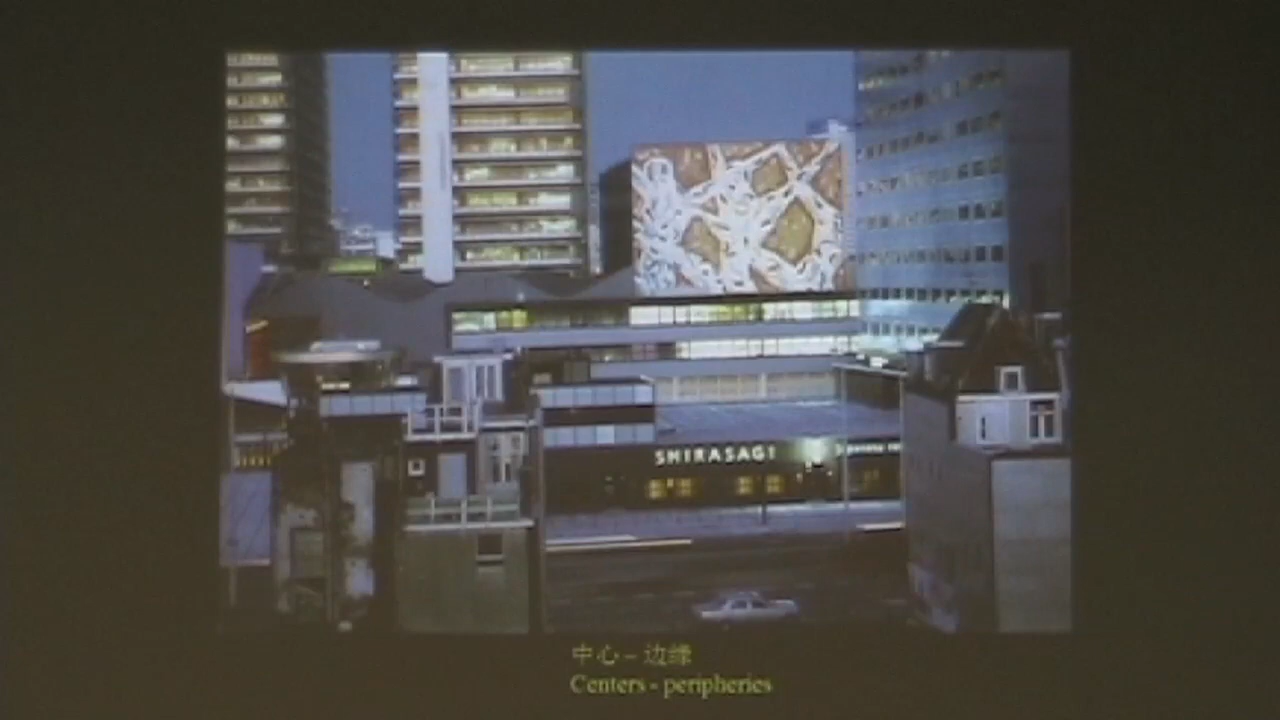 SHIRASAGI
中心 – 边缘
Centers - peripheries